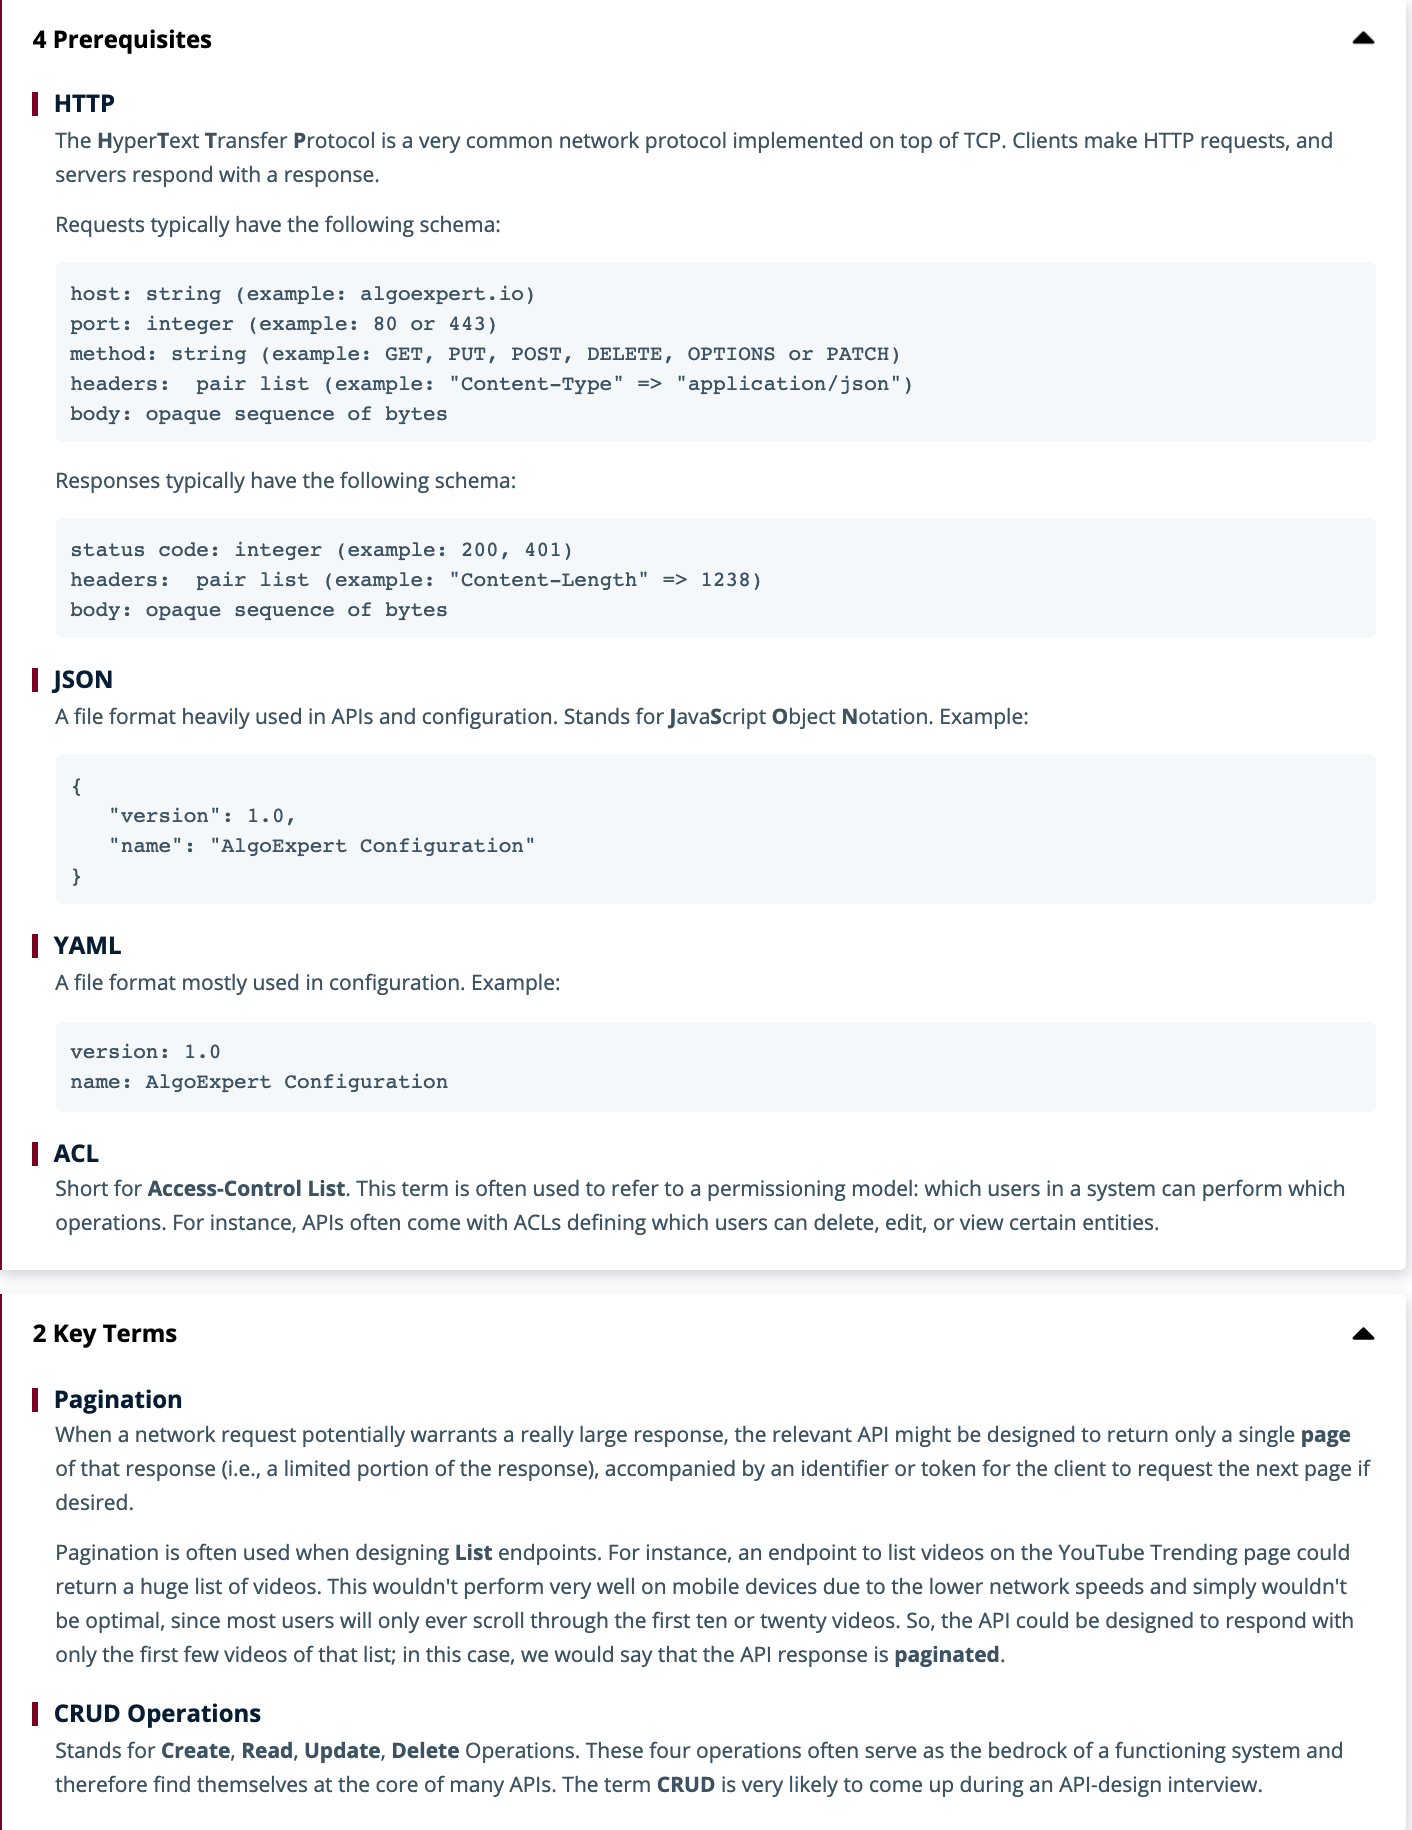 4 Prerequisites
HTTP
The HyperText Transfer Protocol is a very common network protocol implemented on top of TCP. Clients make HTTP requests, and
servers respond with a response.
Requests typically have the following schema:
host: string (example: algoexpert.io)
port: integer (example: 80 or 443)
method: string (example: GET, PUT, POST, DELETE, OPTIONS or PATCH)
headers:  pair list (example: "Content-Type" => "application/json")
body: opaque sequence of bytes
Responses typically have the following schema:
status code: integer (example: 200, 401)
headers:  pair list (example: "Content-Length" => 1238)
body: opaque sequence of bytes
JSON
A file format heavily used in APIs and configuration. Stands for JavaScript Object Notation. Example:
{
   "version": 1.0,
   "name": "AlgoExpert Configuration"
}
YAML
A file format mostly used in configuration. Example:
version: 1.0
name: AlgoExpert Configuration
ACL
Short for Access-Control List. This term is often used to refer to a permissioning model: which users in a system can perform which
operations. For instance, APIs often come with ACLs defining which users can delete, edit, or view certain entities.
2 Key Terms
Pagination
When a network request potentially warrants a really large response, the relevant API might be designed to return only a single page
of that response (i.e., a limited portion of the response), accompanied by an identifier or token for the client to request the next page if
desired.
Pagination is often used when designing List endpoints. For instance, an endpoint to list videos on the YouTube Trending page could
return a huge list of videos. This wouldn't perform very well on mobile devices due to the lower network speeds and simply wouldn't
be optimal, since most users will only ever scroll through the first ten or twenty videos. So, the API could be designed to respond with
only the first few videos of that list; in this case, we would say that the API response is paginated.
CRUD Operations
Stands for Create, Read, Update, Delete Operations. These four operations often serve as the bedrock of a functioning system and
therefore find themselves at the core of many APIs. The term CRUD is very likely to come up during an API-design interview.